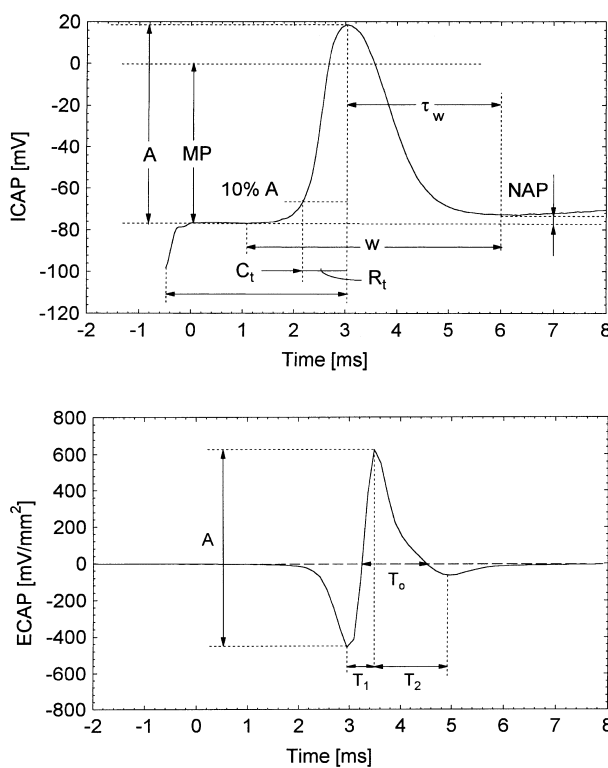 20
0
-20
-40
-60
-80
-100
-120
ICAP [mV]
A
MP
10% A
τw
NAP
w
Ct
Rt
-2 -1 0 1 2 3 4 5 6 7 8
Time [ms]
800
600
400
200
0
-200
-400
-600
-800
ECAP [mV/mm²]
A
To
T1 T2
-2 -1 0 1 2 3 4 5 6 7 8
Time [ms]